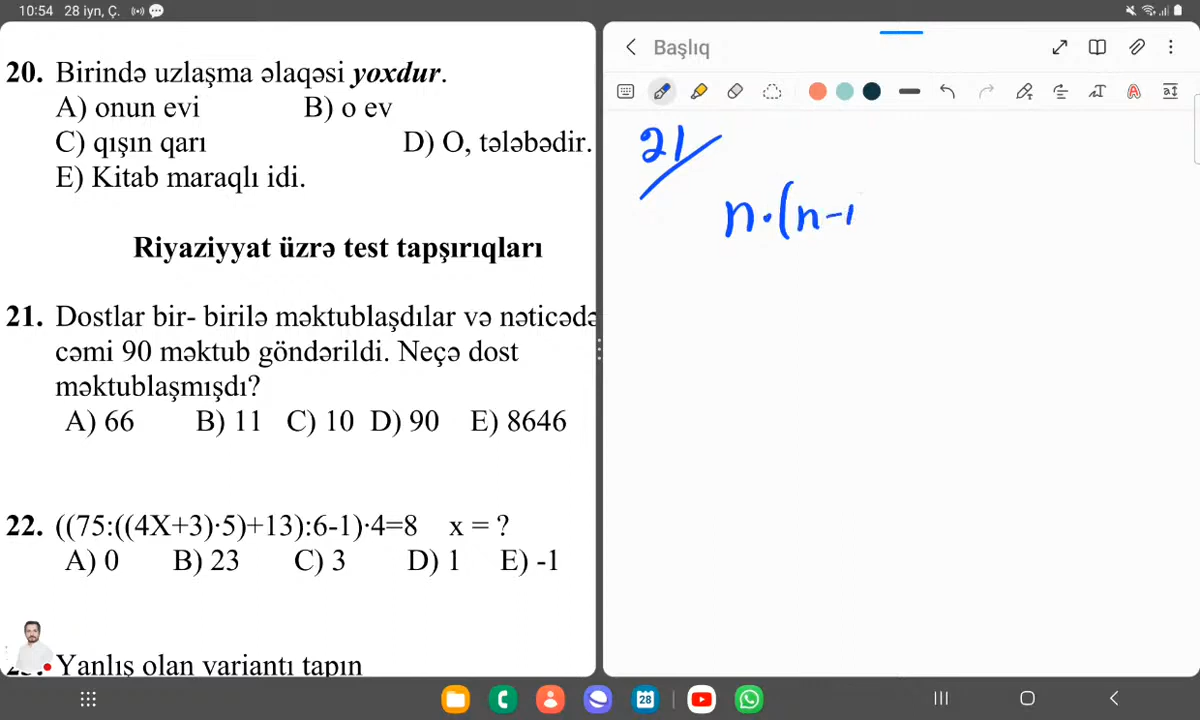 10:54 28 iyn, Ç.
20. Birində uzlaşma əlaqəsi yoxdur.
A) onun evi B) o ev
C) qışın qarı D) O, tələbədir.
E) Kitab maraqlı idi.
Riyaziyyat üzrə test tapşırıqları
21. Dostlar bir- birilə məktublaşdılar və nəticədə
cəmi 90 məktub göndərildi. Neçə dost
məktublaşmışdı?
A) 66 B) 11 C) 10 D) 90 E) 8646
22. ((75:((4X+3)·5)+13):6-1)·4=8 x = ?
A) 0 B) 23 C) 3 D) 1 E) -1
Yanlış olan variantı tapın
Başlıq
21
n·(n-1
28